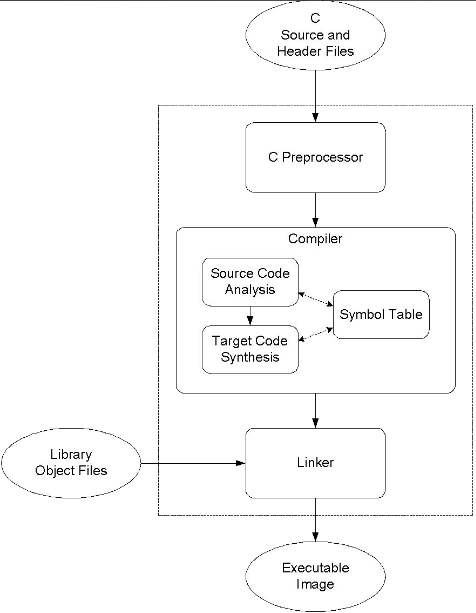 C
Source and
Header Files
C Preprocessor
Compiler
Source Code
Analysis
Symbol Table
Target Code
Synthesis
Library
Object Files
Linker
Executable
Image